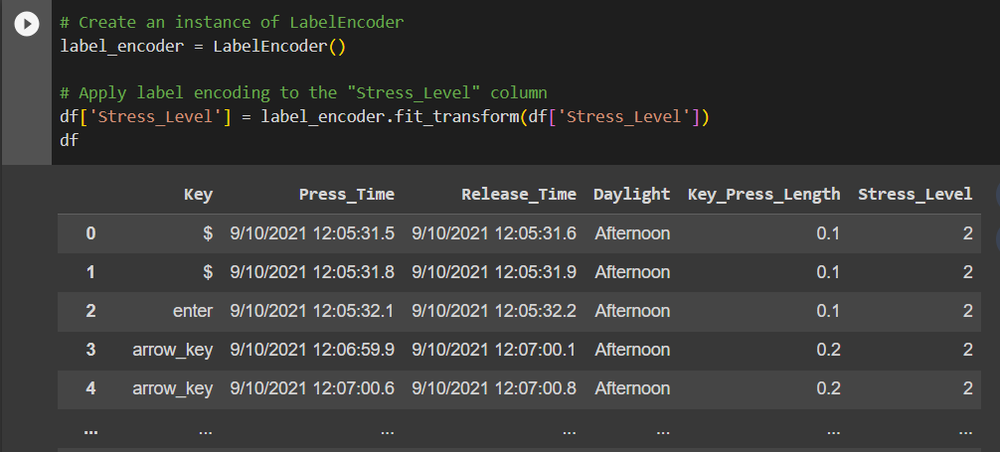 # Create an instance of LabelEncoder
label_encoder = LabelEncoder()
# Apply label encoding to the "Stress_Level" column
df['Stress_Level'] = label_encoder.fit_transform(df['Stress_Level'])
df
Key Press_Time Release_Time Daylight Key_Press_Length Stress_Level
0 $ 9/10/2021 12:05:31.5 9/10/2021 12:05:31.6 Afternoon 0.1 2
1 $ 9/10/2021 12:05:31.8 9/10/2021 12:05:31.9 Afternoon 0.1 2
2 enter 9/10/2021 12:05:32.1 9/10/2021 12:05:32.2 Afternoon 0.1 2
3 arrow_key 9/10/2021 12:06:59.9 9/10/2021 12:07:00.1 Afternoon 0.2 2
4 arrow_key 9/10/2021 12:07:00.6 9/10/2021 12:07:00.8 Afternoon 0.2 2
... ... ... ... ... ... ...